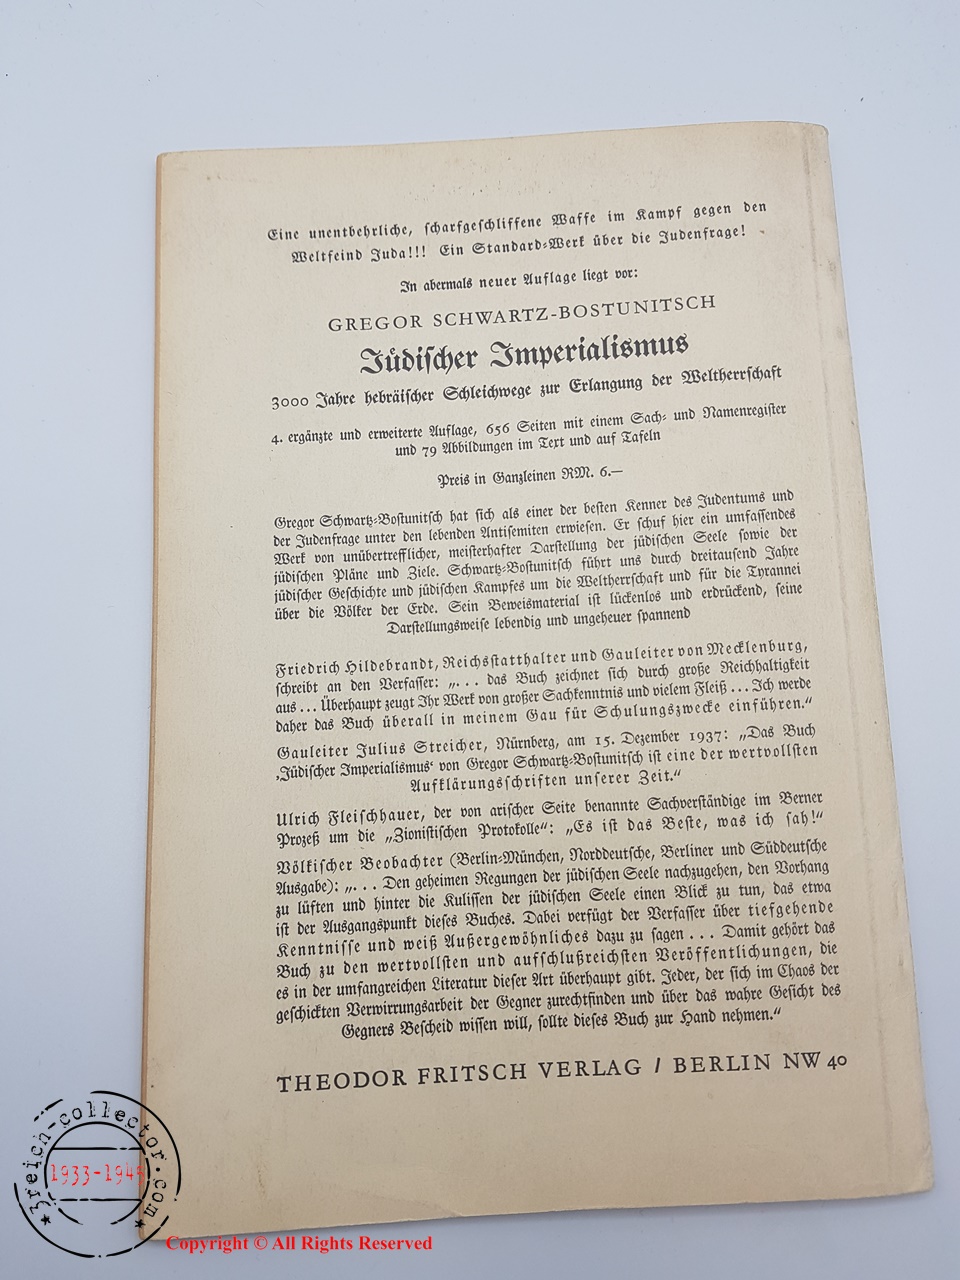 Eine unentbehrliche, scharfgeschliffene Waffe im Kampf gegen den
Weltfeind Juda!!! Ein Standard-Werk über die Judenfrage!
In abermals neuer Auflage liegt vor:
GREGOR SCHWARTZ-BOSTUNITSCH
Jüdischer Imperialismus
3000 Jahre hebräischer Schleichwege zur Erlangung der Weltherrschaft
4. ergänzte und erweiterte Auflage, 656 Seiten mit einem Sach- und Namenregister
und 79 Abbildungen im Text und auf Tafeln
Preis in Ganzleinen RM. 6.—
Gregor Schwartz-Bostunitsch hat sich als einer der besten Kenner des Judentums und
der Judenfrage unter den lebenden Antisemiten erwiesen. Er schuf hier ein umfassendes
Werk von unübertrefflicher, meisterhafter Darstellung der jüdischen Seele sowie der
jüdischen Pläne und Ziele. Schwartz-Bostunitsch führt uns durch dreitausend Jahre
jüdischer Geschichte und jüdischen Kampfes um die Weltherrschaft und für die Tyrannei
über die Völker der Erde. Sein Beweismaterial ist lückenlos und erdrückend, seine
Darstellungsweise lebendig und ungeheuer spannend
Friedrich Hildebrandt, Reichsstatthalter und Gauleiter von Mecklenburg,
schreibt an den Verfasser: „. . . das Buch zeichnet sich durch große Reichhaltigkeit
aus . . . Überhaupt zeugt Ihr Werk von großer Sachkenntnis und vielem Fleiß . . . Ich werde
daher das Buch überall in meinem Gau für Schulungszwecke einführen."
Gauleiter Julius Streicher, Nürnberg, am 15. Dezember 1937: „Das Buch
‚Jüdischer Imperialismus' von Gregor Schwartz-Bostunitsch ist eine der wertvollsten
Aufklärungsschriften unserer Zeit."
Ulrich Fleischhauer, der von arischer Seite benannte Sachverständige im Berner
Prozeß um die „Zionistischen Protokolle": „Es ist das Beste, was ich sah!"
Völkischer Beobachter (Berlin-München, Norddeutsche, Berliner und Süddeutsche
Ausgabe): „. . . Den geheimen Regungen der jüdischen Seele nachzugehen, den Vorhang
zu lüften und hinter die Kulissen der jüdischen Seele einen Blick zu tun, das etwa
ist der Ausgangspunkt dieses Buches. Dabei verfügt der Verfasser über tiefgehende
Kenntnisse und weiß Außergewöhnliches dazu zu sagen . . . Damit gehört das
Buch zu den wertvollsten und aufschlußreichsten Veröffentlichungen, die
es in der umfangreichen Literatur dieser Art überhaupt gibt. Jeder, der sich im Chaos der
geschickten Verwirrungsarbeit der Gegner zurechtfinden und über das wahre Gesicht des
Gegners Bescheid wissen will, sollte dieses Buch zur Hand nehmen."
THEODOR FRITSCH VERLAG / BERLIN NW 40
3reich-collector.com
1933-194
Copyright © All Rights Reserved